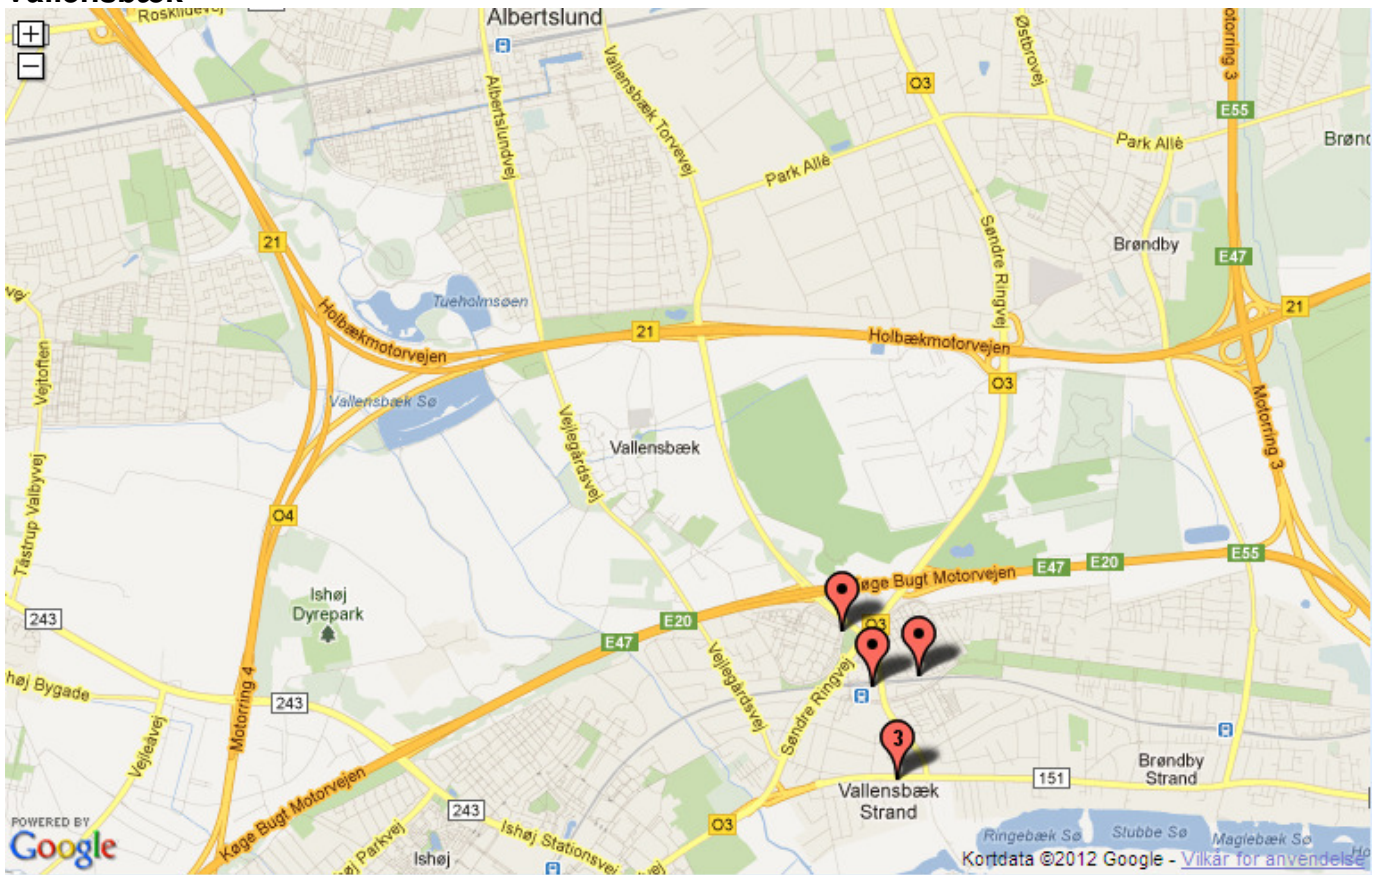 Vallensbæk
Roskildevej
Albertslund
Østbrovej
Motorring 3
O3
E55
Park Allé
Albertslundvej
Vallensbæk Torvevej
Park Allé
Søndre Ringvej
Brøndby
21
E47
Tueholmsøen
Holbækmotorvejen
21
Holbækmotorvejen
21
O3
Vejtoften
Vallensbæk Sø
Vejlegårdsvej
Vallensbæk
Motorring 3
Tåstrup Valbyvej
O4
E55
Køge Bugt Motorvejen
E47
E20
Ishøj
Dyrepark
243
E20
O3
E47
Vejlegårdsvej
Søndre Ringvej
høj Bygade
Motorring 4
243
Vejleåvej
3
Brøndby
Strand
151
Vallensbæk
Strand
Køge Bugt Motorvejen
243
O3
Ishøj Stationsvej
høj Parkvej
Ishøj
Ringebæk Sø
Stubbe Sø
Maglebæk Sø
POWERED BY
Google
Kortdata ©2012 Google - Vilkår for anvendelse